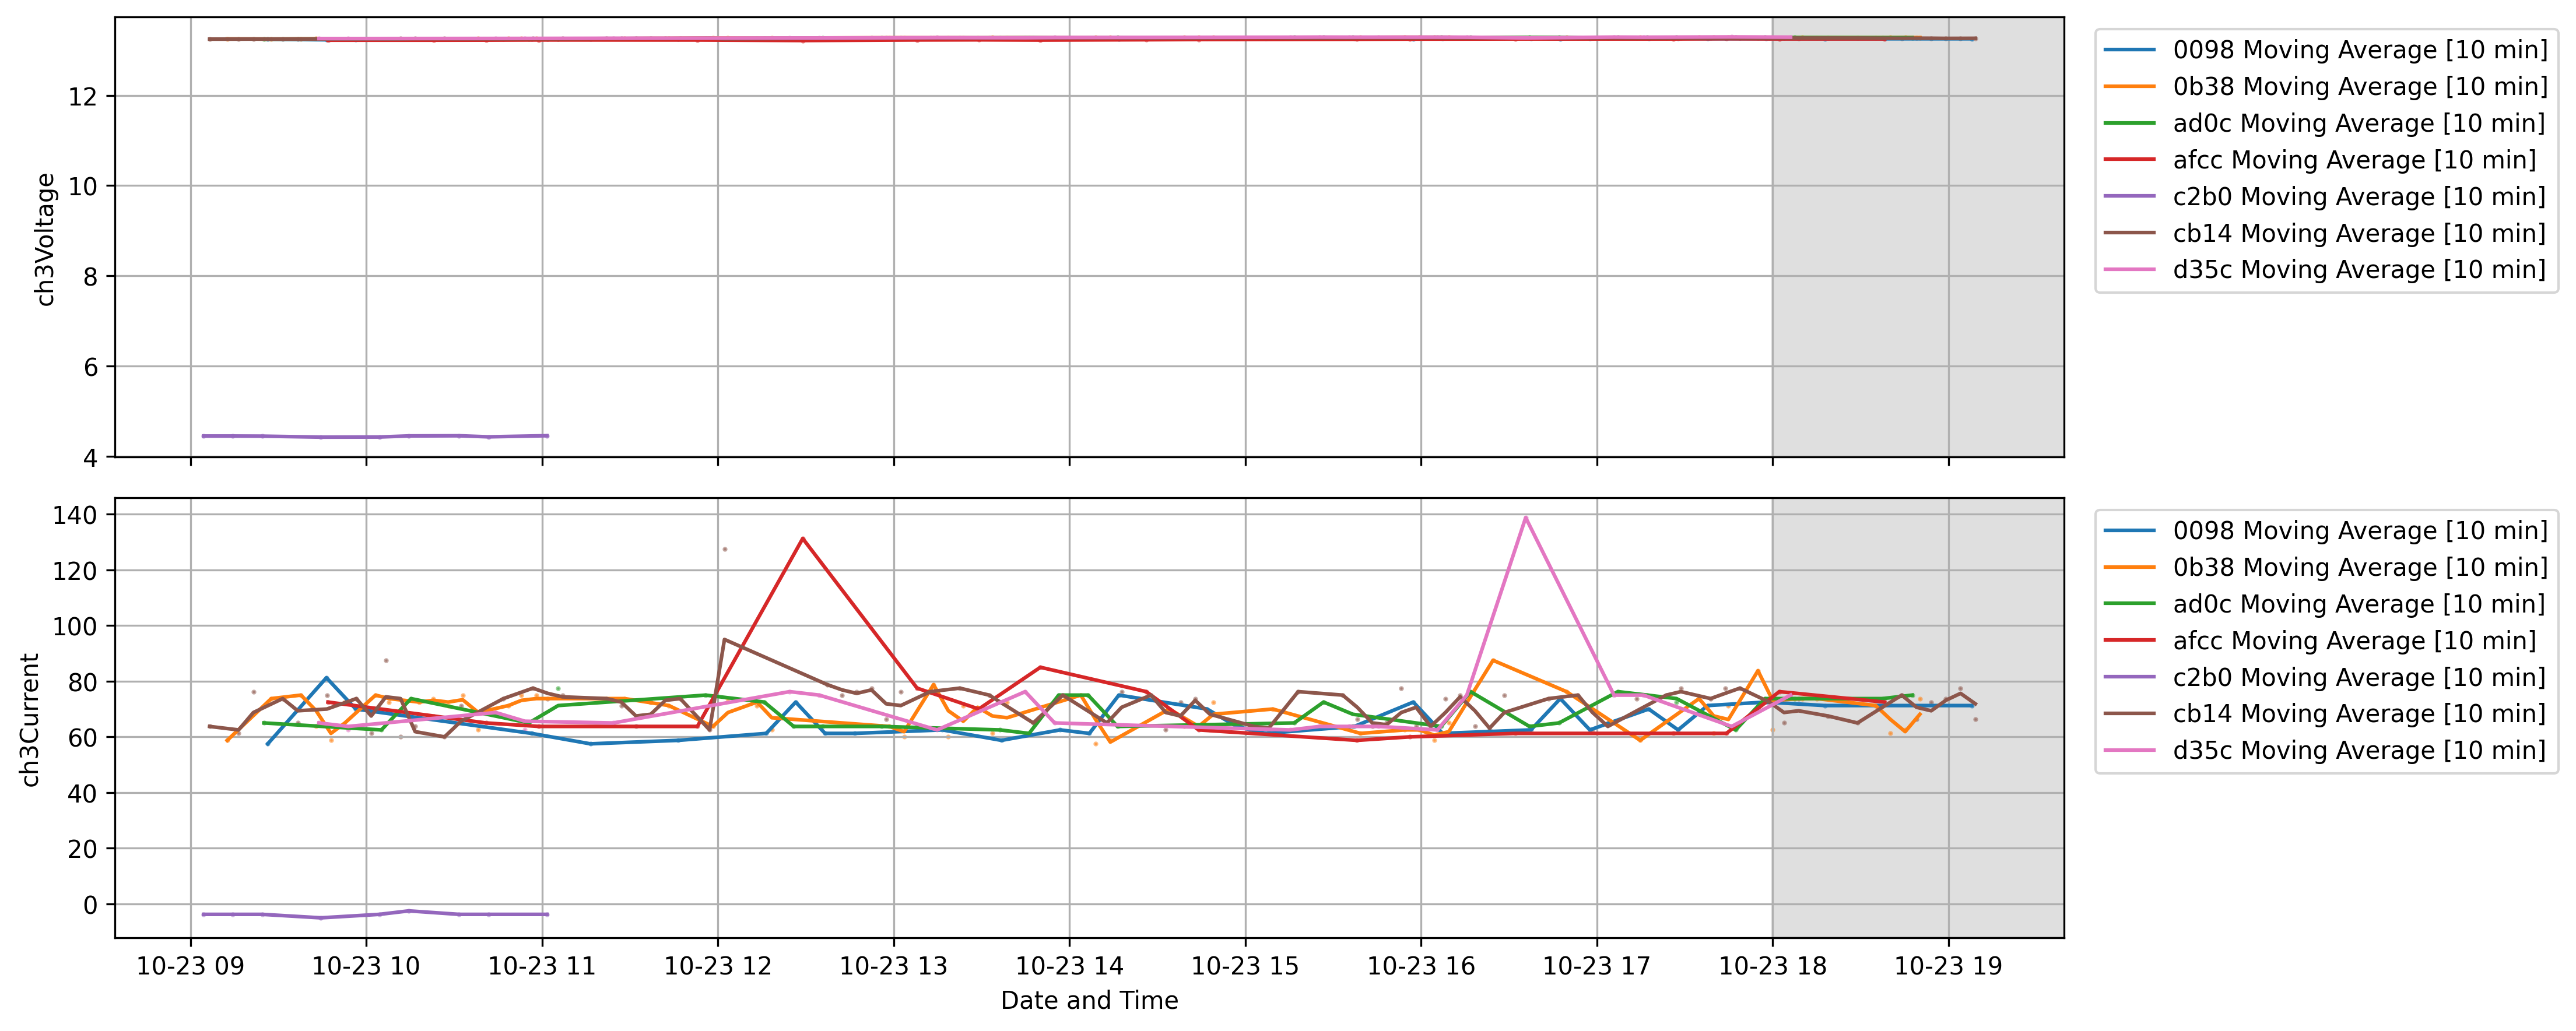 12
10
8
6
4
ch3Voltage
0098 Moving Average [10 min]
0b38 Moving Average [10 min]
ad0c Moving Average [10 min]
afcc Moving Average [10 min]
c2b0 Moving Average [10 min]
cb14 Moving Average [10 min]
d35c Moving Average [10 min]
140
120
100
80
60
40
20
0
ch3Current
0098 Moving Average [10 min]
0b38 Moving Average [10 min]
ad0c Moving Average [10 min]
afcc Moving Average [10 min]
c2b0 Moving Average [10 min]
cb14 Moving Average [10 min]
d35c Moving Average [10 min]
10-23 09 10-23 10 10-23 11 10-23 12 10-23 13 10-23 14 10-23 15 10-23 16 10-23 17 10-23 18 10-23 19
Date and Time